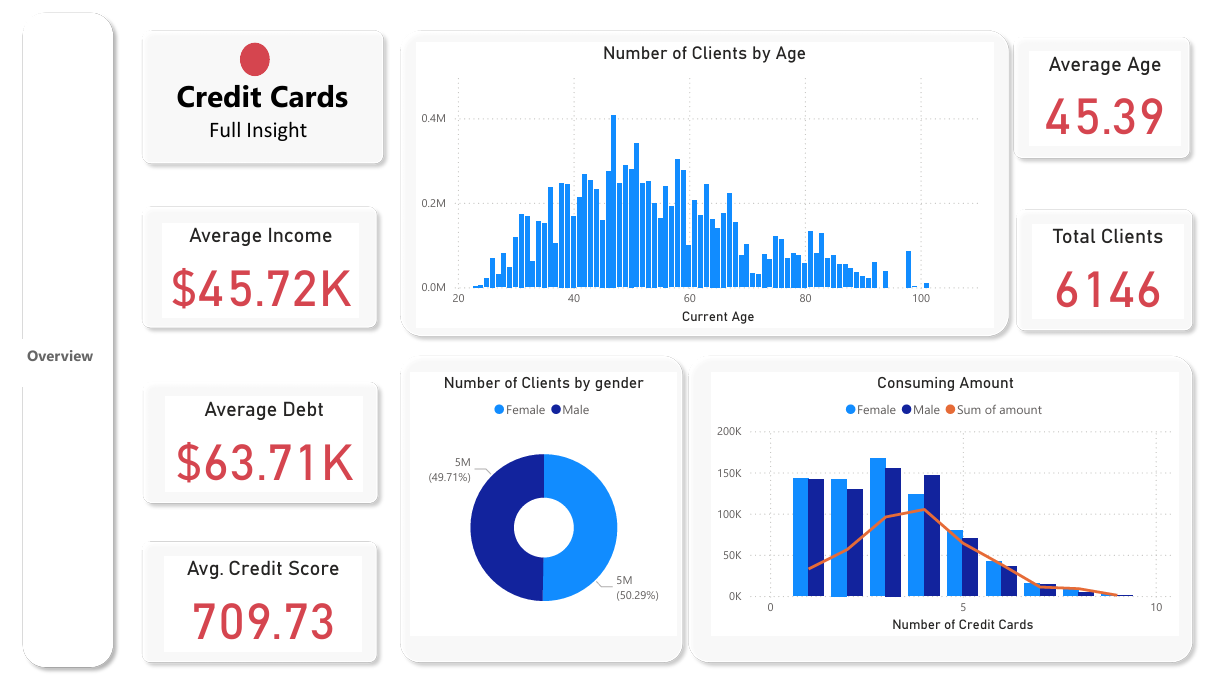 Overview
Credit Cards
Full Insight
Average Income
$45.72K
Average Debt
$63.71K
Avg. Credit Score
709.73
Number of Clients by Age
0.4M
0.2M
0.0M
20 40 60 80 100
Current Age
Average Age
45.39
Total Clients
6146
Number of Clients by gender
Female Male
5M
(49.71%)
5M
(50.29%)
Consuming Amount
Female Male Sum of amount
200K
150K
100K
50K
0K
0 5 10
Number of Credit Cards